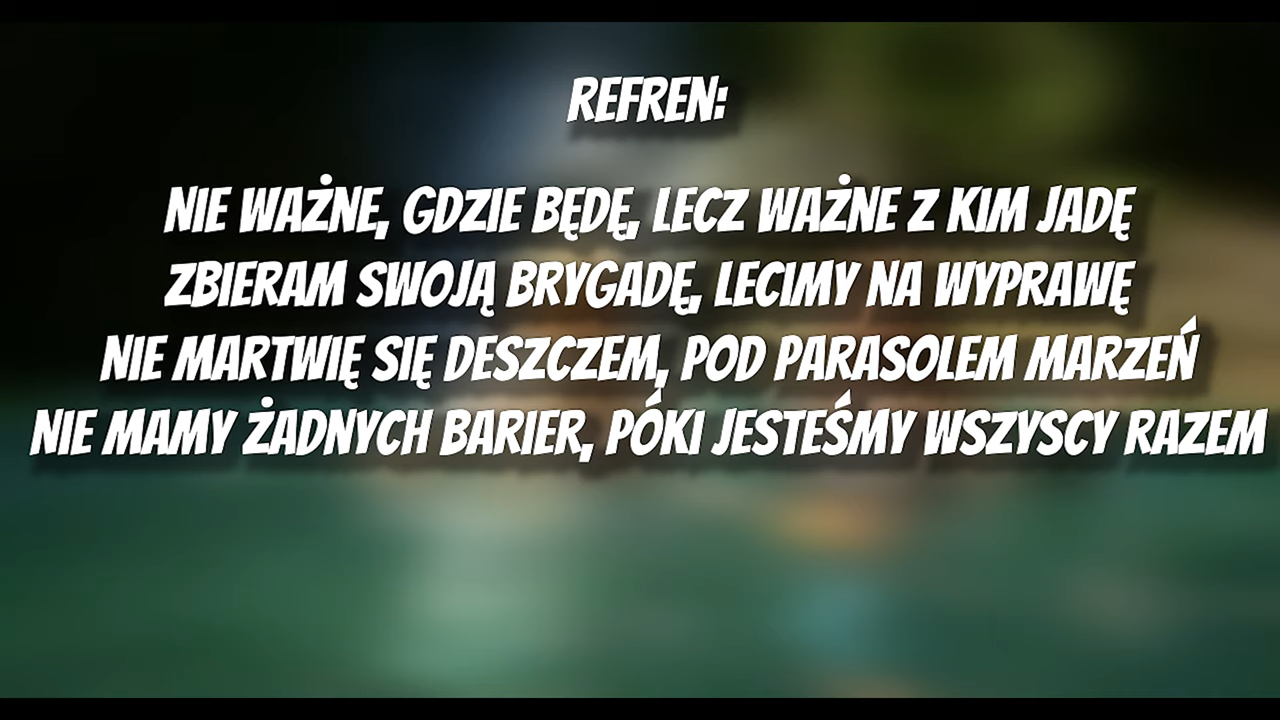 REFREN:
NIE WAŻNE, GDZIE BĘDĘ, LECZ WAŻNE Z KIM JADĘ
ZBIERAM SWOJĄ BRYGADĘ, LECIMY NA WYPRAWĘ
NIE MARTWIĘ SIĘ DESZCZEM, POD PARASOLEM MARZEŃ
NIE MAMY ŻADNYCH BARIER, PÓKI JESTEŚMY WSZYSCY RAZEM